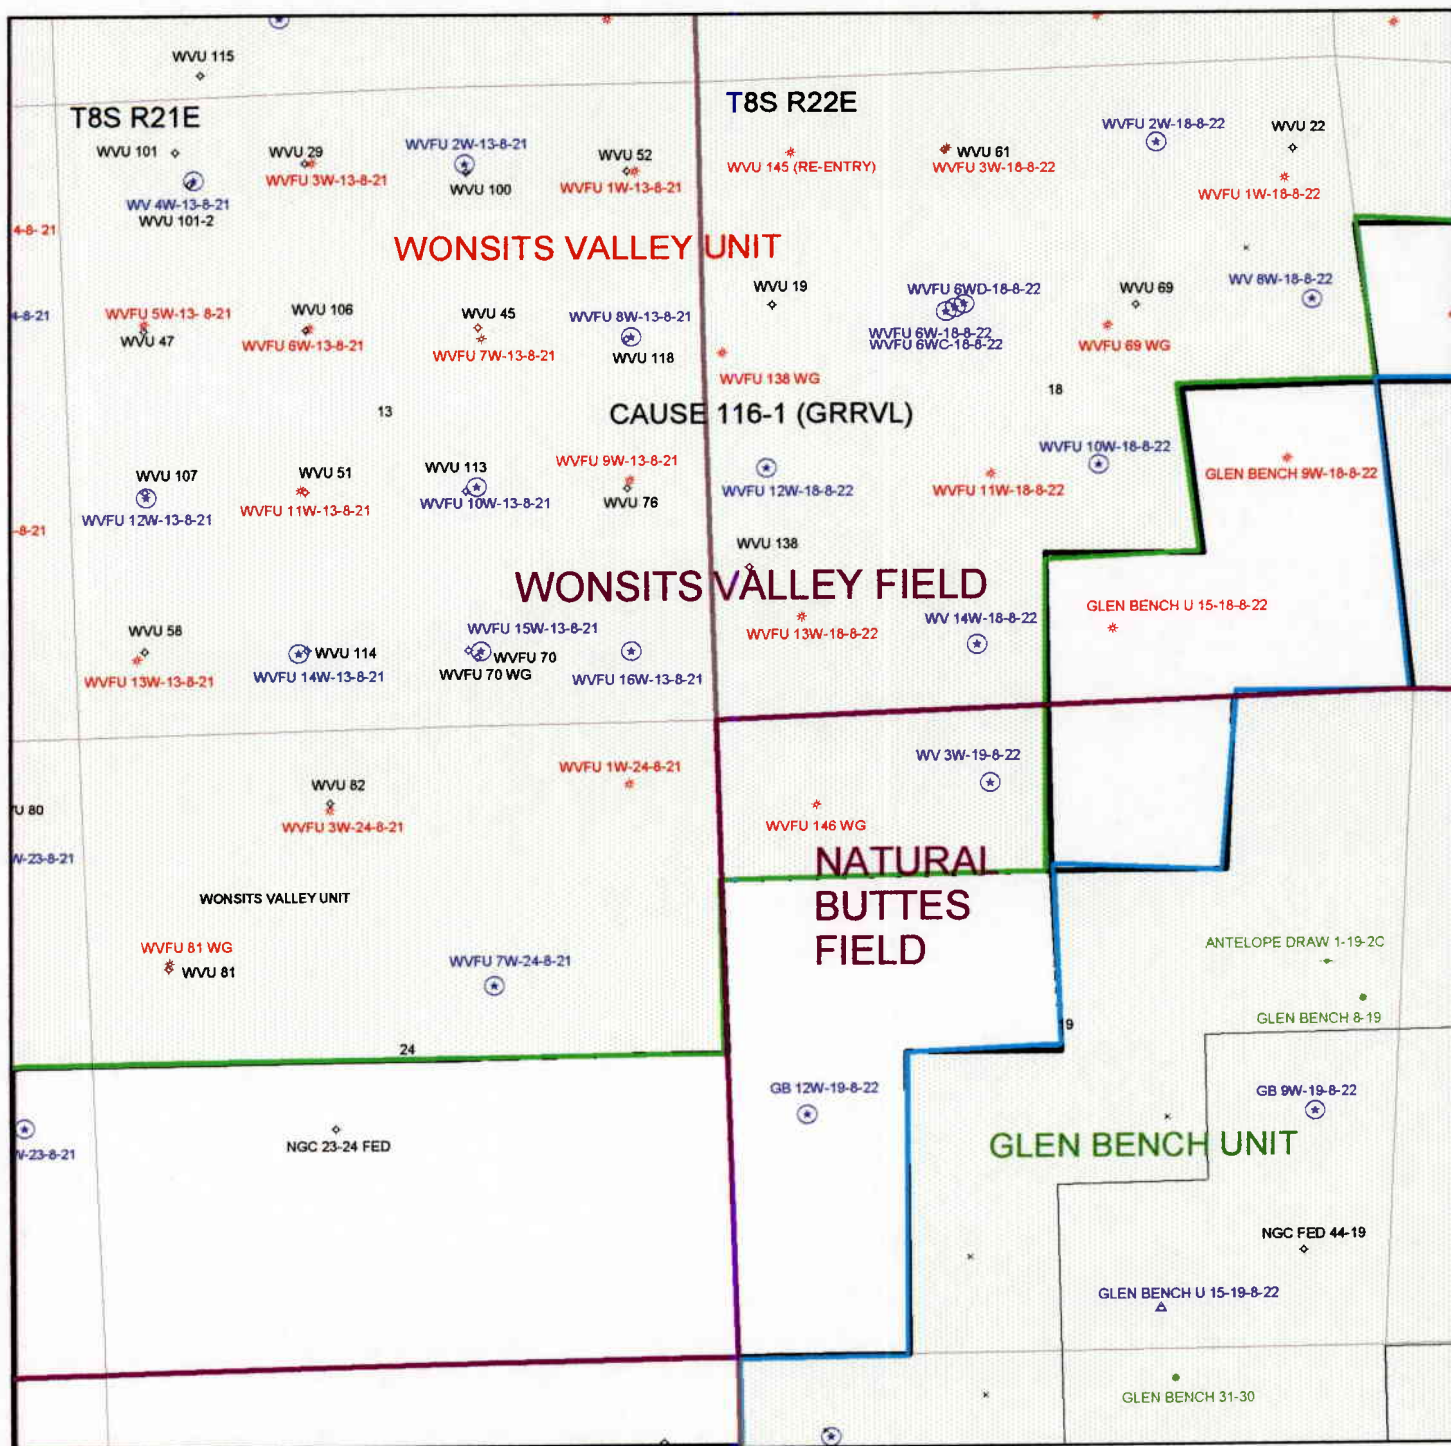 WVU 115
T8S R21E
T8S R22E
WVU 101
WVU 29
WVFU 3W-13-8-21
WVFU 2W-13-8-21
WVU 100
WVU 52
WVFU 1W-13-8-21
WVU 145 (RE-ENTRY)
WVU 61
WVFU 3W-18-8-22
WVFU 2W-18-8-22
WVU 22
WVFU 1W-18-8-22
WV 4W-13-8-21
WVU 101-2
4-8-21
WONSITS VALLEY UNIT
4-8-21
WVFU 5W-13-8-21
WVU 47
WVU 106
WVFU 6W-13-8-21
WVU 45
WVFU 7W-13-8-21
WVFU 8W-13-8-21
WVU 118
WVU 19
WVFU 138 WG
WVFU 6WD-18-8-22
WVFU 6W-18-8-22
WVFU 6WC-18-8-22
WVU 69
WVFU 69 WG
WV 8W-18-8-22
13
CAUSE 116-1 (GRRVL)
18
WVU 107
WVFU 12W-13-8-21
WVU 51
WVFU 11W-13-8-21
WVU 113
WVFU 10W-13-8-21
WVFU 9W-13-8-21
WVU 76
WVFU 12W-18-8-22
WVFU 11W-18-8-22
WVFU 10W-18-8-22
GLEN BENCH 9W-18-8-22
-8-21
WVU 138
WONSITS VALLEY FIELD
WVU 58
WVFU 13W-13-8-21
WVU 114
WVFU 14W-13-8-21
WVFU 15W-13-8-21
WVFU 70
WVFU 70 WG
WVFU 16W-13-8-21
WVFU 13W-18-8-22
WV 14W-18-8-22
GLEN BENCH U 15-18-8-22
WVFU 1W-24-8-21
WV 3W-19-8-22
U 80
WVU 82
WVFU 3W-24-8-21
WVFU 146 WG
W-23-8-21
NATURAL
BUTTES
FIELD
WONSITS VALLEY UNIT
WVFU 81 WG
WVU 81
WVFU 7W-24-8-21
ANTELOPE DRAW 1-19-2C
GLEN BENCH 8-19
24
19
GB 12W-19-8-22
GB 9W-19-8-22
W-23-8-21
NGC 23-24 FED
GLEN BENCH UNIT
NGC FED 44-19
GLEN BENCH U 15-19-8-22
GLEN BENCH 31-30